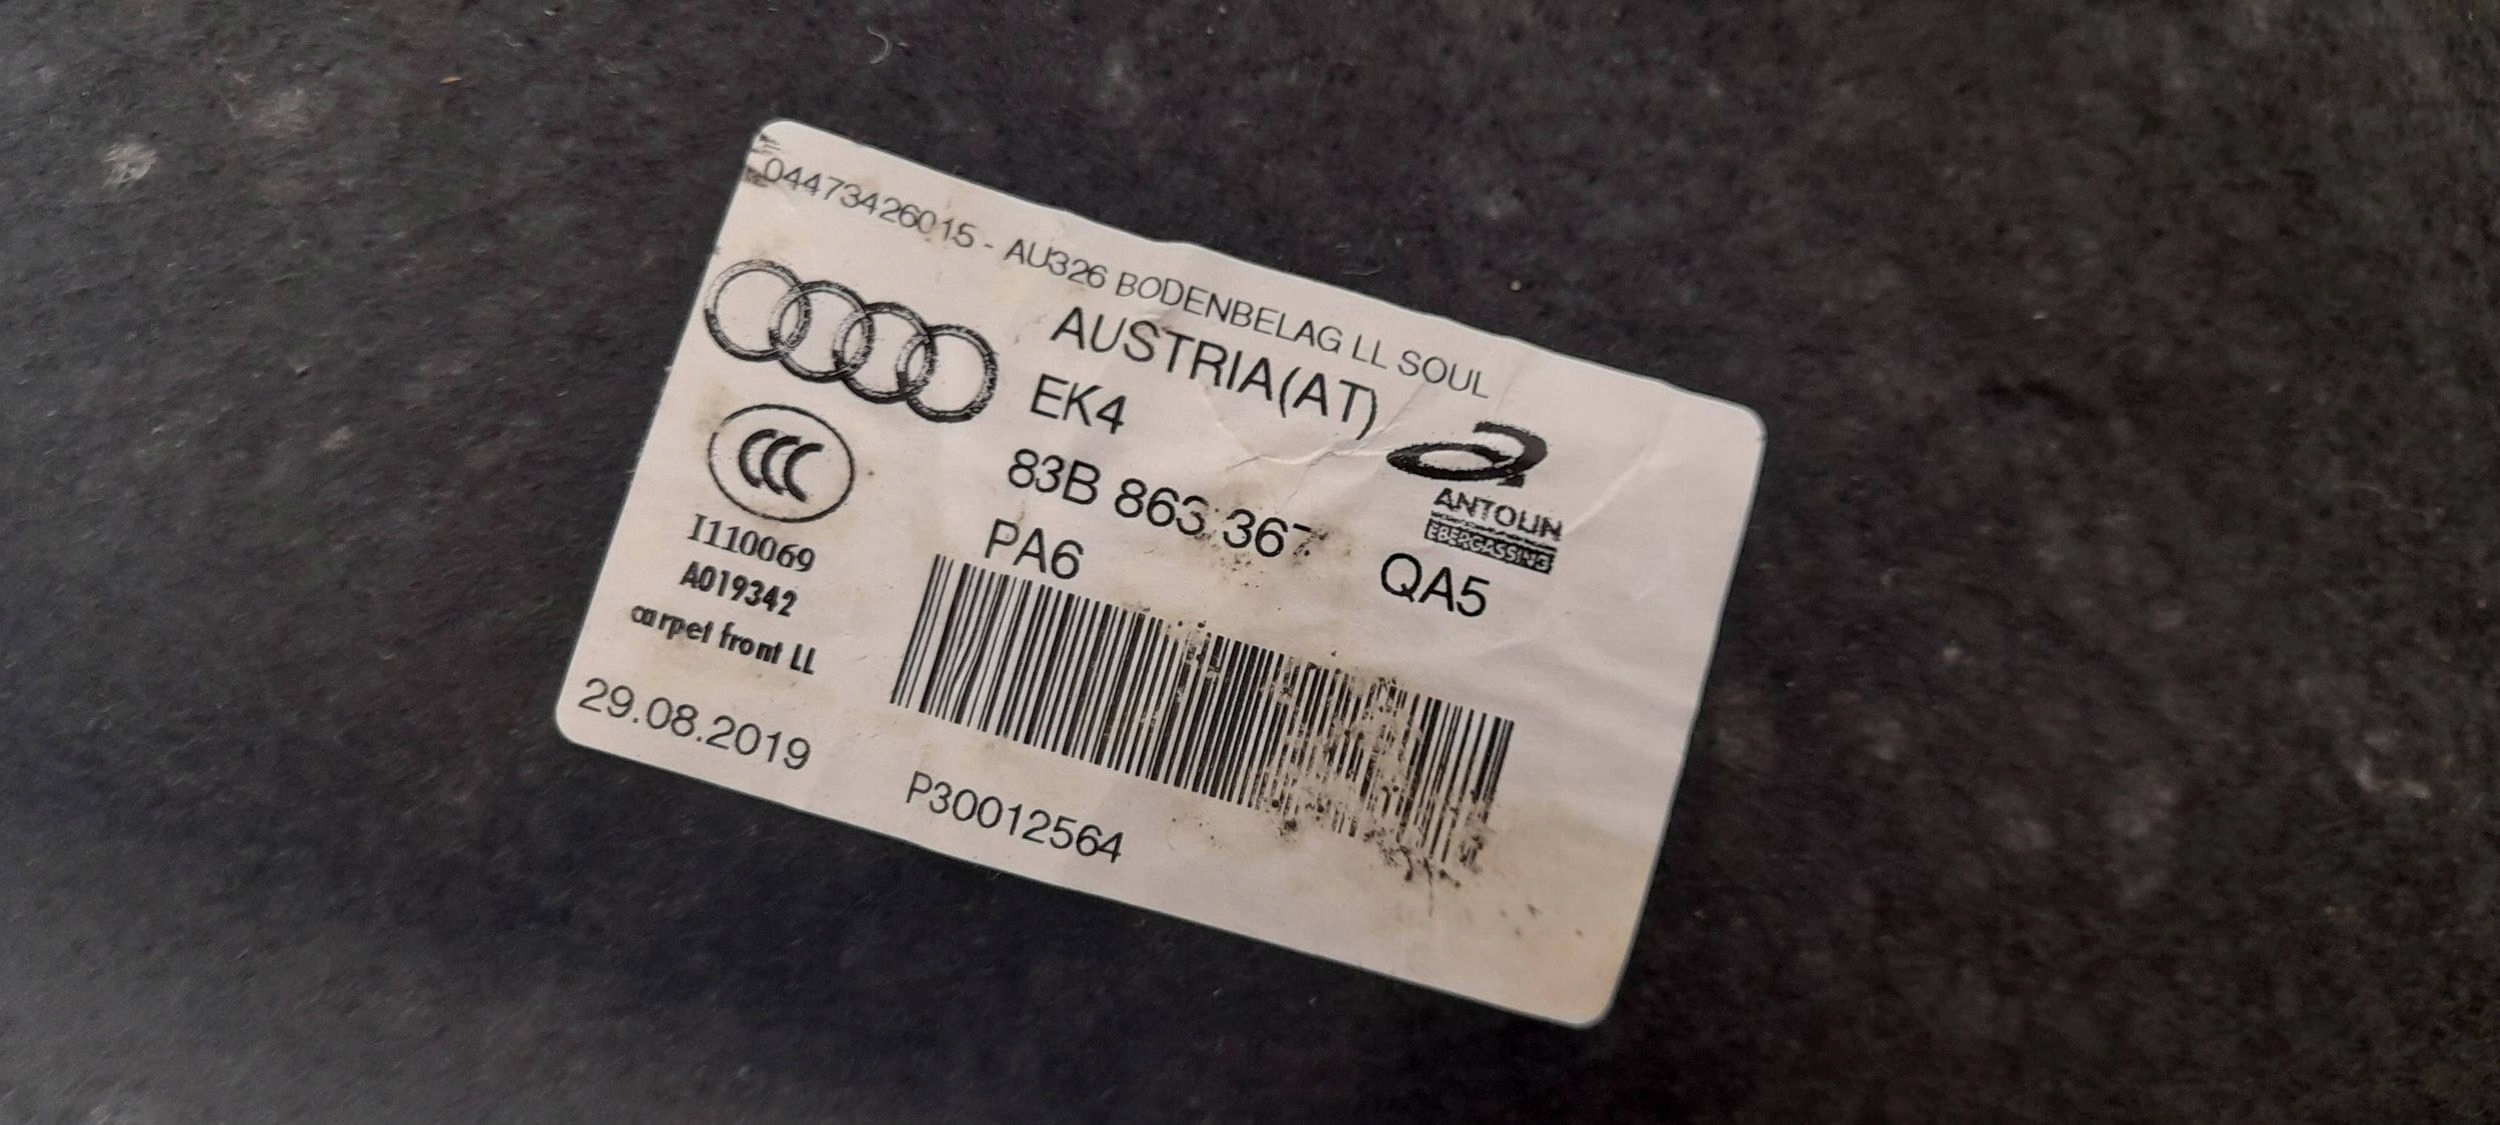 04473426015 - AU326 BODENBELAG LL SOUL
AUSTRIA(AT)
EK4
83B 863 367 QA5
PA6
ANTOLIN
EBERGASSING
CCC
I110069
A019342
carpet front LL
29.08.2019
P30012564